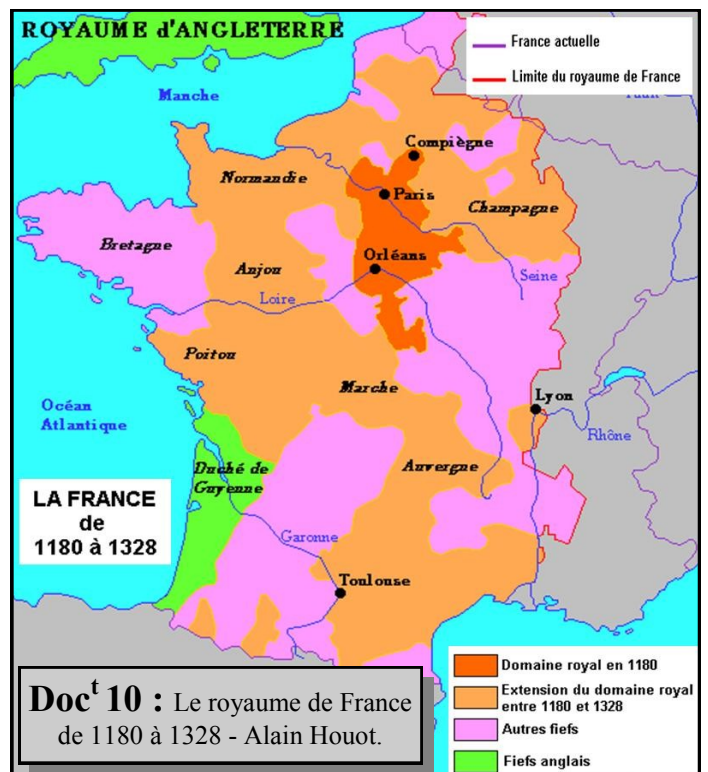 ROYAUME d'ANGLETERRE
France actuelle
Limite du royaume de France
Manche
Compiègne
Normandie
Paris
Champagne
Bretagne
Orléans
Anjou
Seine
Loire
Poitou
Marche
Lyon
Océan
Atlantique
Rhône
Duché de
Guyenne
Auvergne
LA FRANCE
de
1180 à 1328
Garonne
Toulouse
Domaine royal en 1180
Extension du domaine royal
entre 1180 et 1328
Autres fiefs
Fiefs anglais
Docᵗ 10 : Le royaume de France
de 1180 à 1328 - Alain Houot.